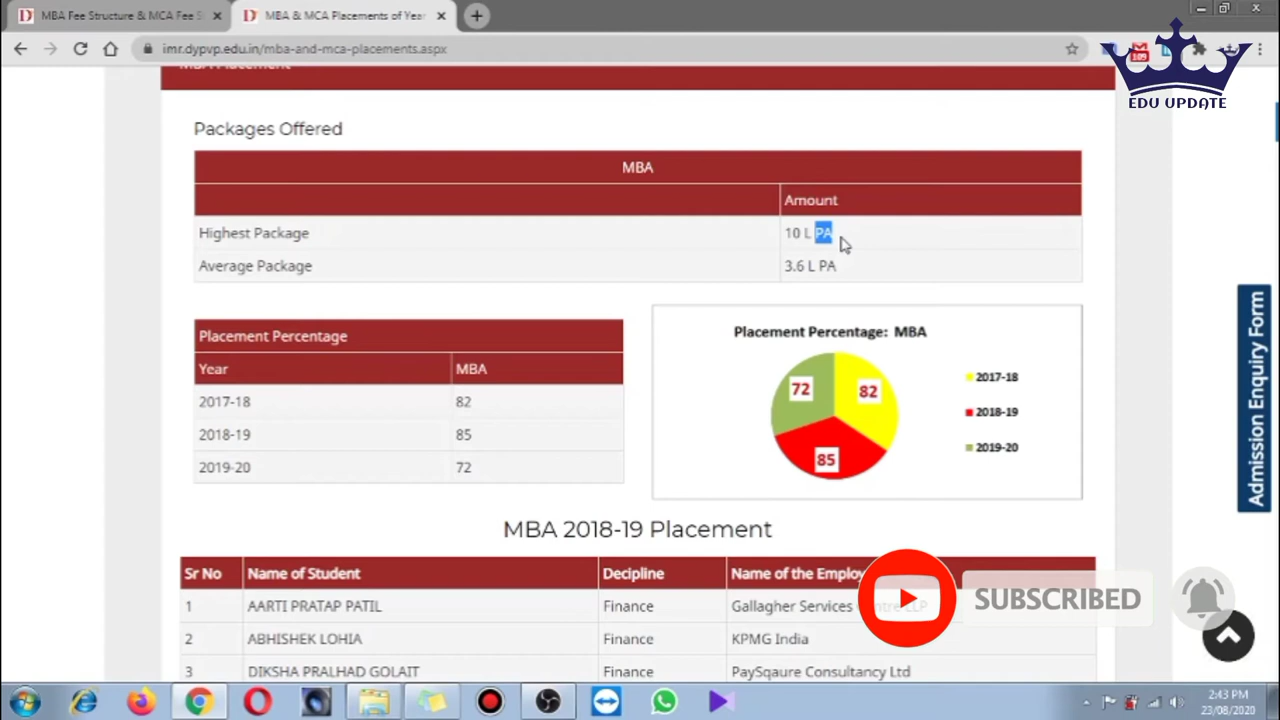 MBA Fee Structure & MCA Fee S
MBA & MCA Placements of Year
imr.dypvp.edu.in/mba-and-mca-placements.aspx
EDU UPDATE
MBA Placement
Packages Offered
MBA
Amount
Highest Package 10 L PA
Average Package 3.6 L PA
Placement Percentage
Year MBA
2017-18 82
2018-19 85
2019-20 72
Placement Percentage: MBA
72 82 85
2017-18
2018-19
2019-20
Admission Enquiry Form
MBA 2018-19 Placement
Sr No Name of Student Decipline Name of the Employ
1 AARTI PRATAP PATIL Finance Gallagher Services Centre LLP
2 ABHISHEK LOHIA Finance KPMG India
3 DIKSHA PRALHAD GOLAIT Finance PaySqaure Consultancy Ltd
SUBSCRIBED
2:43 PM
23/08/2020